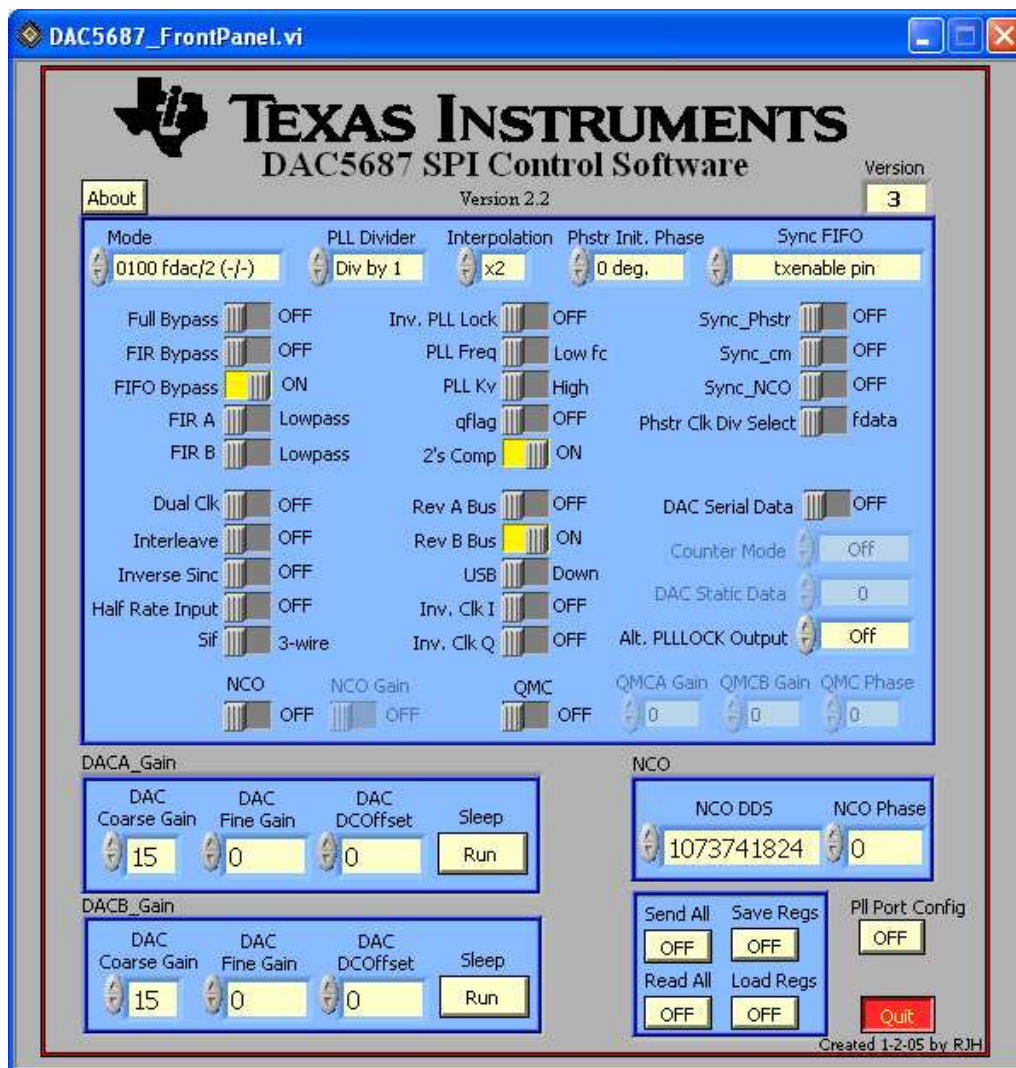 DAC5687_FrontPanel.vi
TEXAS INSTRUMENTS
DAC5687 SPI Control Software
About
Version 2.2
Version
3
Mode PLL Divider Interpolation Phstr Init. Phase Sync FIFO
0100 fdac/2 (-/-) Div by 1 x2 0 deg. txenable pin
Full Bypass OFF Inv. PLL Lock OFF Sync_Phstr OFF
FIR Bypass OFF PLL Freq Low fc Sync_cm OFF
FIFO Bypass ON PLL Kv High Sync_NCO OFF
FIR A Lowpass qflag OFF Phstr Clk Div Select fdata
FIR B Lowpass 2's Comp ON
Dual Clk OFF Rev A Bus OFF DAC Serial Data OFF
Interleave OFF Rev B Bus ON Counter Mode Off
Inverse Sinc OFF USB Down DAC Static Data 0
Half Rate Input OFF Inv. Clk I OFF Alt. PLLLOCK Output Off
Sif 3-wire Inv. Clk Q OFF
NCO NCO Gain QMC QMCA Gain QMCB Gain QMC Phase
OFF OFF OFF 0 0 0
DACA_Gain
DAC Coarse Gain DAC Fine Gain DAC DCOffset Sleep
15 0 0 Run
NCO
NCO DDS NCO Phase
1073741824 0
DACB_Gain
DAC Coarse Gain DAC Fine Gain DAC DCOffset Sleep
15 0 0 Run
Send All Save Regs
OFF OFF
Read All Load Regs
OFF OFF
Pll Port Config
OFF
Quit
Created 1-2-05 by RJH